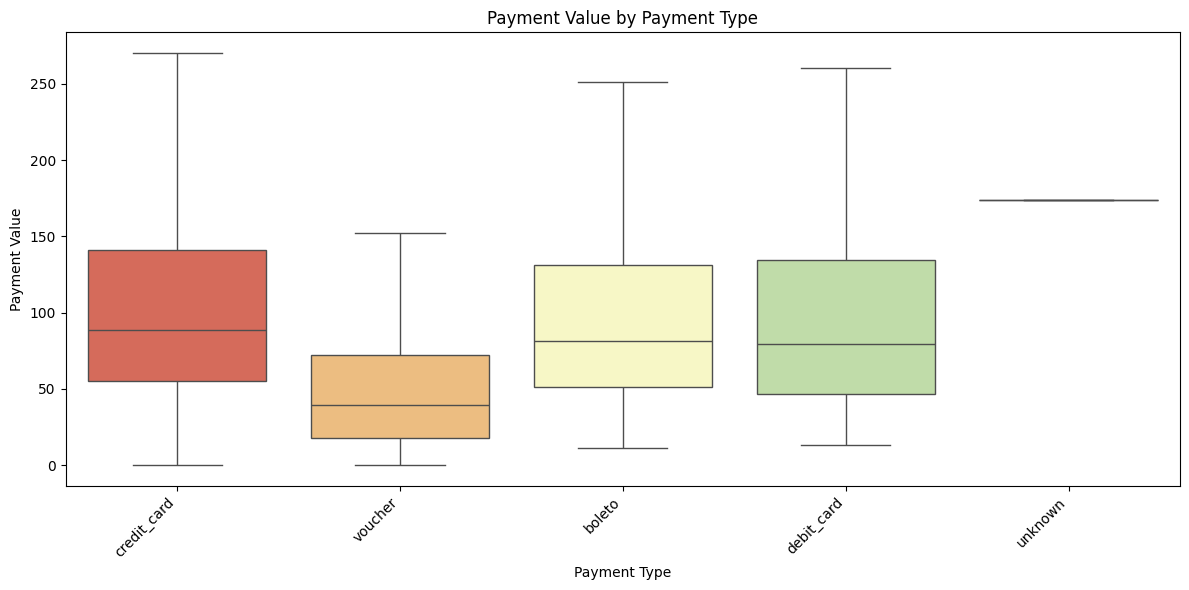 Payment Value by Payment Type
Payment Value
250
200
150
100
50
0
credit_card
voucher
boleto
debit_card
unknown
Payment Type